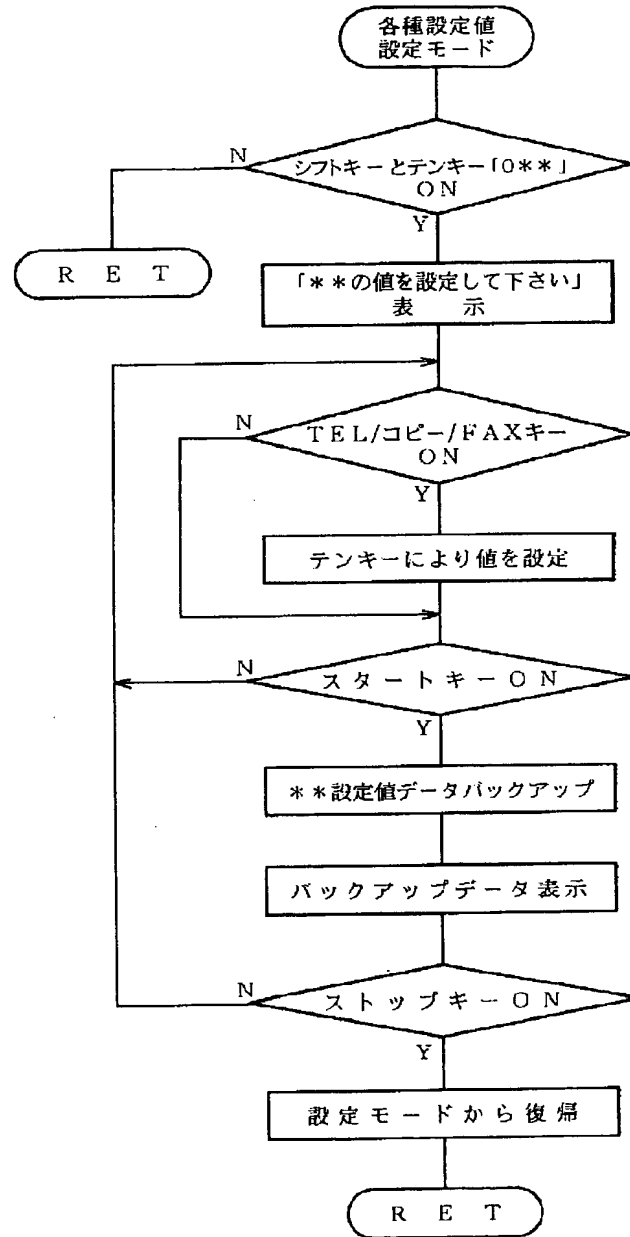 各種設定値
設定モード
N
シフトキーとテンキー「０＊＊」
ＯＮ
Y
ＲＥＴ
「＊＊の値を設定して下さい」
表示
N
ＴＥＬ/コピー/ＦＡＸキー
ＯＮ
Y
テンキーにより値を設定
N
スタートキーＯＮ
Y
＊＊設定値データバックアップ
バックアップデータ表示
N
ストップキーＯＮ
Y
設定モードから復帰
ＲＥＴ